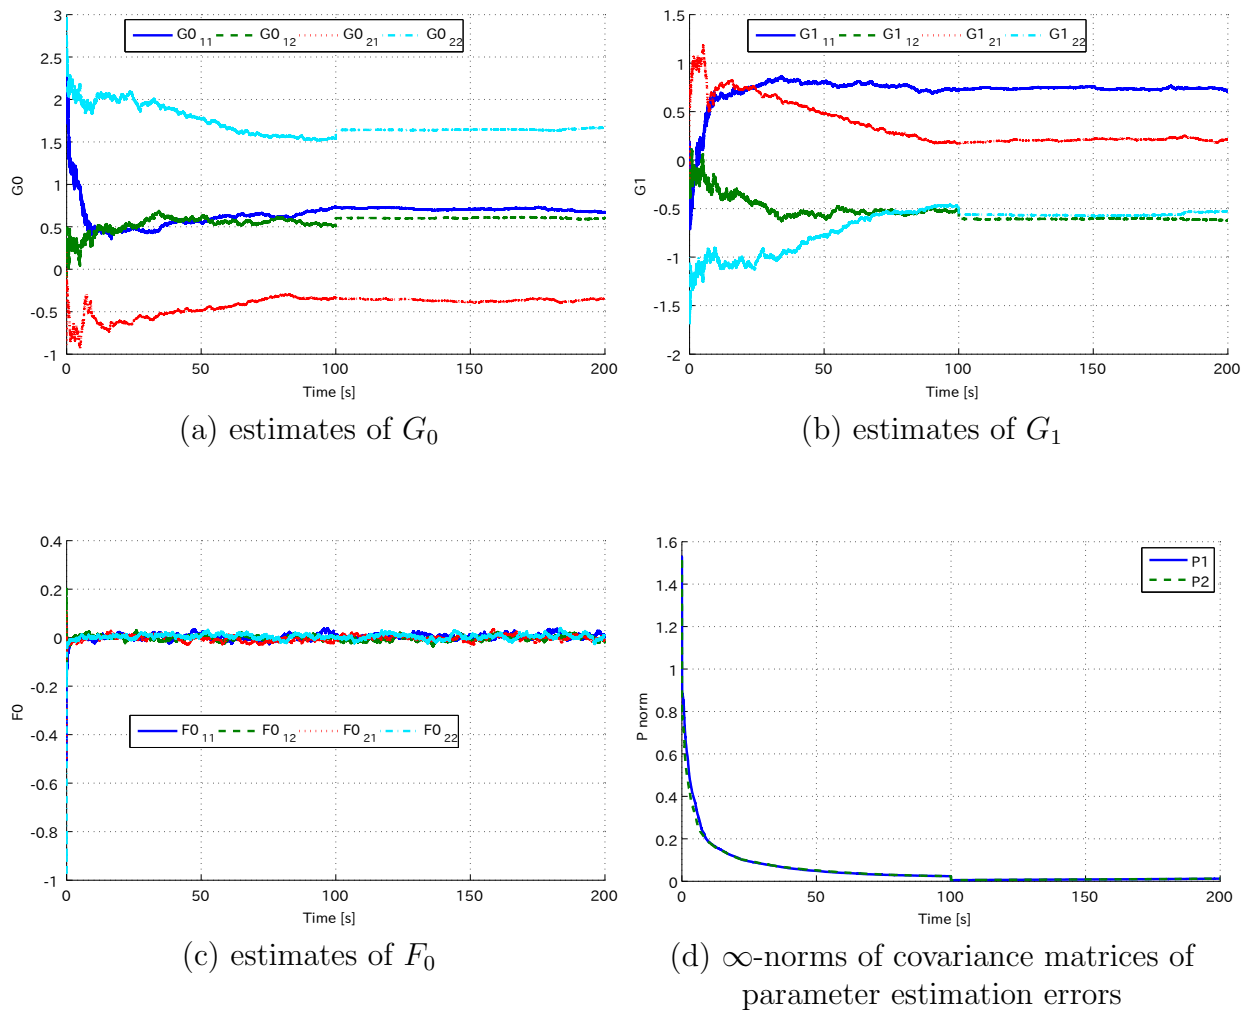 G0 11 G0 12 G0 21 G0 22
3
2.5
2
1.5
1
0.5
0
-0.5
-1
G0
0 50 100 150 200
Time [s]
(a) estimates of G0
G1 11 G1 12 G1 21 G1 22
1.5
1
0.5
0
-0.5
-1
-1.5
-2
G1
0 50 100 150 200
Time [s]
(b) estimates of G1
0.4
0.2
0
-0.2
-0.4
-0.6
-0.8
-1
F0
F0 11 F0 12 F0 21 F0 22
0 50 100 150 200
Time [s]
(c) estimates of F0
1.6
1.4
1.2
1
0.8
0.6
0.4
0.2
0
P norm
P1
P2
0 50 100 150 200
Time [s]
(d) ∞-norms of covariance matrices of
parameter estimation errors